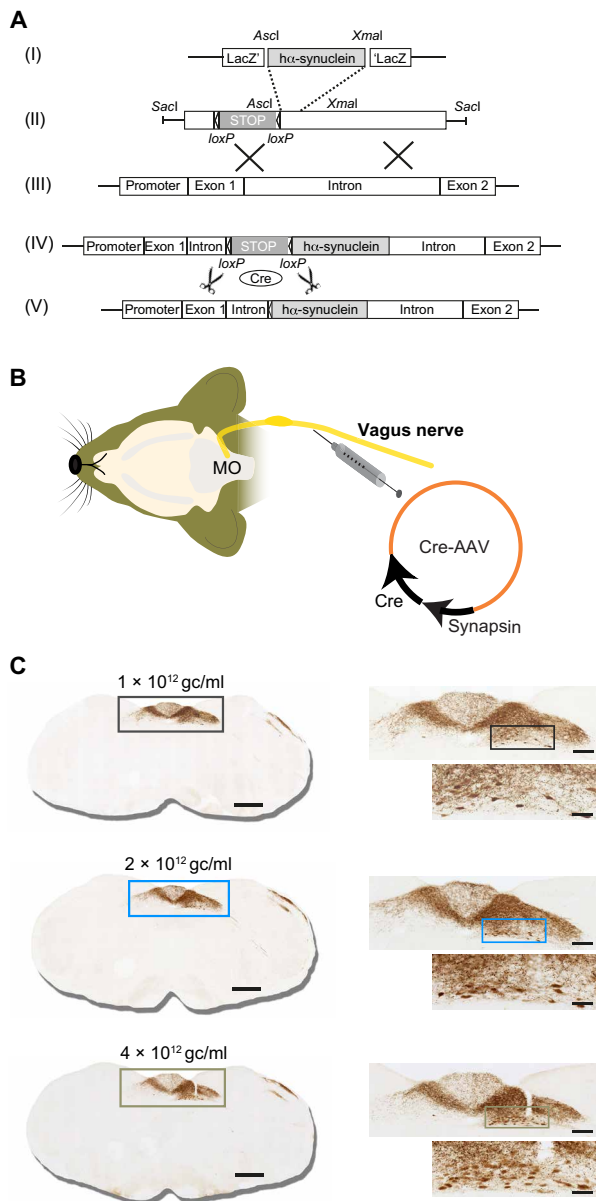 A
AscI XmaI
(I) LacZ' hα-synuclein 'LacZ
SacI AscI XmaI SacI
(II) STOP
loxP loxP
(III) Promoter Exon 1 Intron Exon 2
(IV) Promoter Exon 1 Intron STOP hα-synuclein Intron Exon 2
loxP loxP
Cre
(V) Promoter Exon 1 Intron hα-synuclein Intron Exon 2
B
Vagus nerve
MO
Cre-AAV
Cre
Synapsin
C
1 × 10¹² gc/ml
2 × 10¹² gc/ml
4 × 10¹² gc/ml